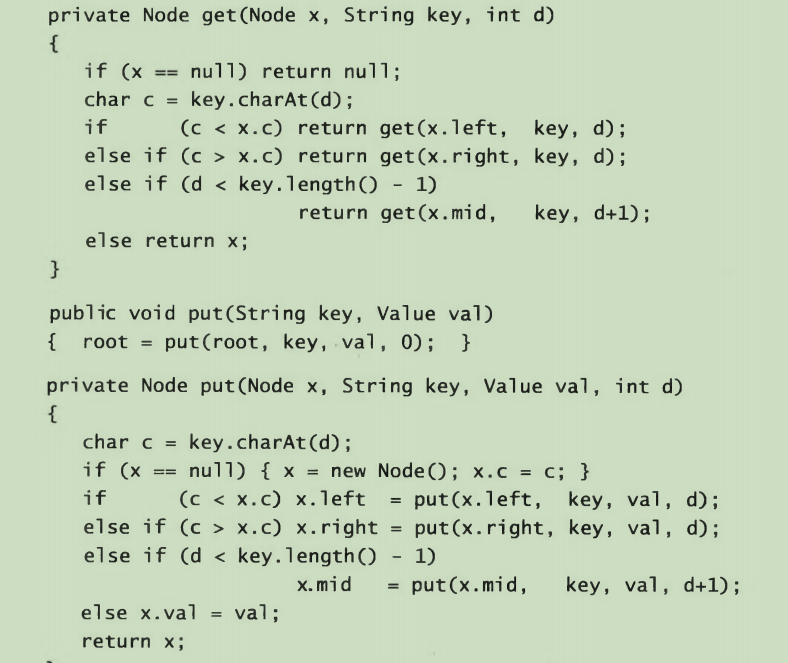 private Node get(Node x, String key, int d)
{
if (x == null) return null;
char c = key.charAt(d);
if (c < x.c) return get(x.left, key, d);
else if (c > x.c) return get(x.right, key, d);
else if (d < key.length() - 1)
return get(x.mid, key, d+1);
else return x;
}
public void put(String key, Value val)
{ root = put(root, key, val, 0); }
private Node put(Node x, String key, Value val, int d)
{
char c = key.charAt(d);
if (x == null) { x = new Node(); x.c = c; }
if (c < x.c) x.left = put(x.left, key, val, d);
else if (c > x.c) x.right = put(x.right, key, val, d);
else if (d < key.length() - 1)
x.mid = put(x.mid, key, val, d+1);
else x.val = val;
return x;